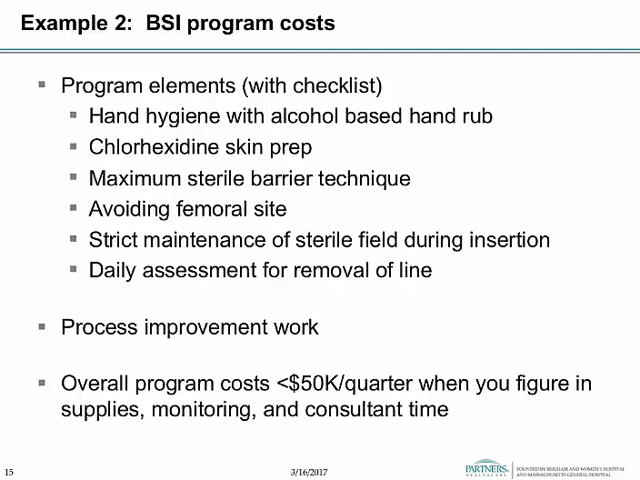 Example 2: BSI program costs
Program elements (with checklist)
Hand hygiene with alcohol based hand rub
Chlorhexidine skin prep
Maximum sterile barrier technique
Avoiding femoral site
Strict maintenance of sterile field during insertion
Daily assessment for removal of line
Process improvement work
Overall program costs <$50K/quarter when you figure in
supplies, monitoring, and consultant time
15
3/16/2017
PARTNERS
HEALTHCARE
FOUNDED BY BRIGHAM AND WOMEN'S HOSPITAL
AND MASSACHUSETTS GENERAL HOSPITAL